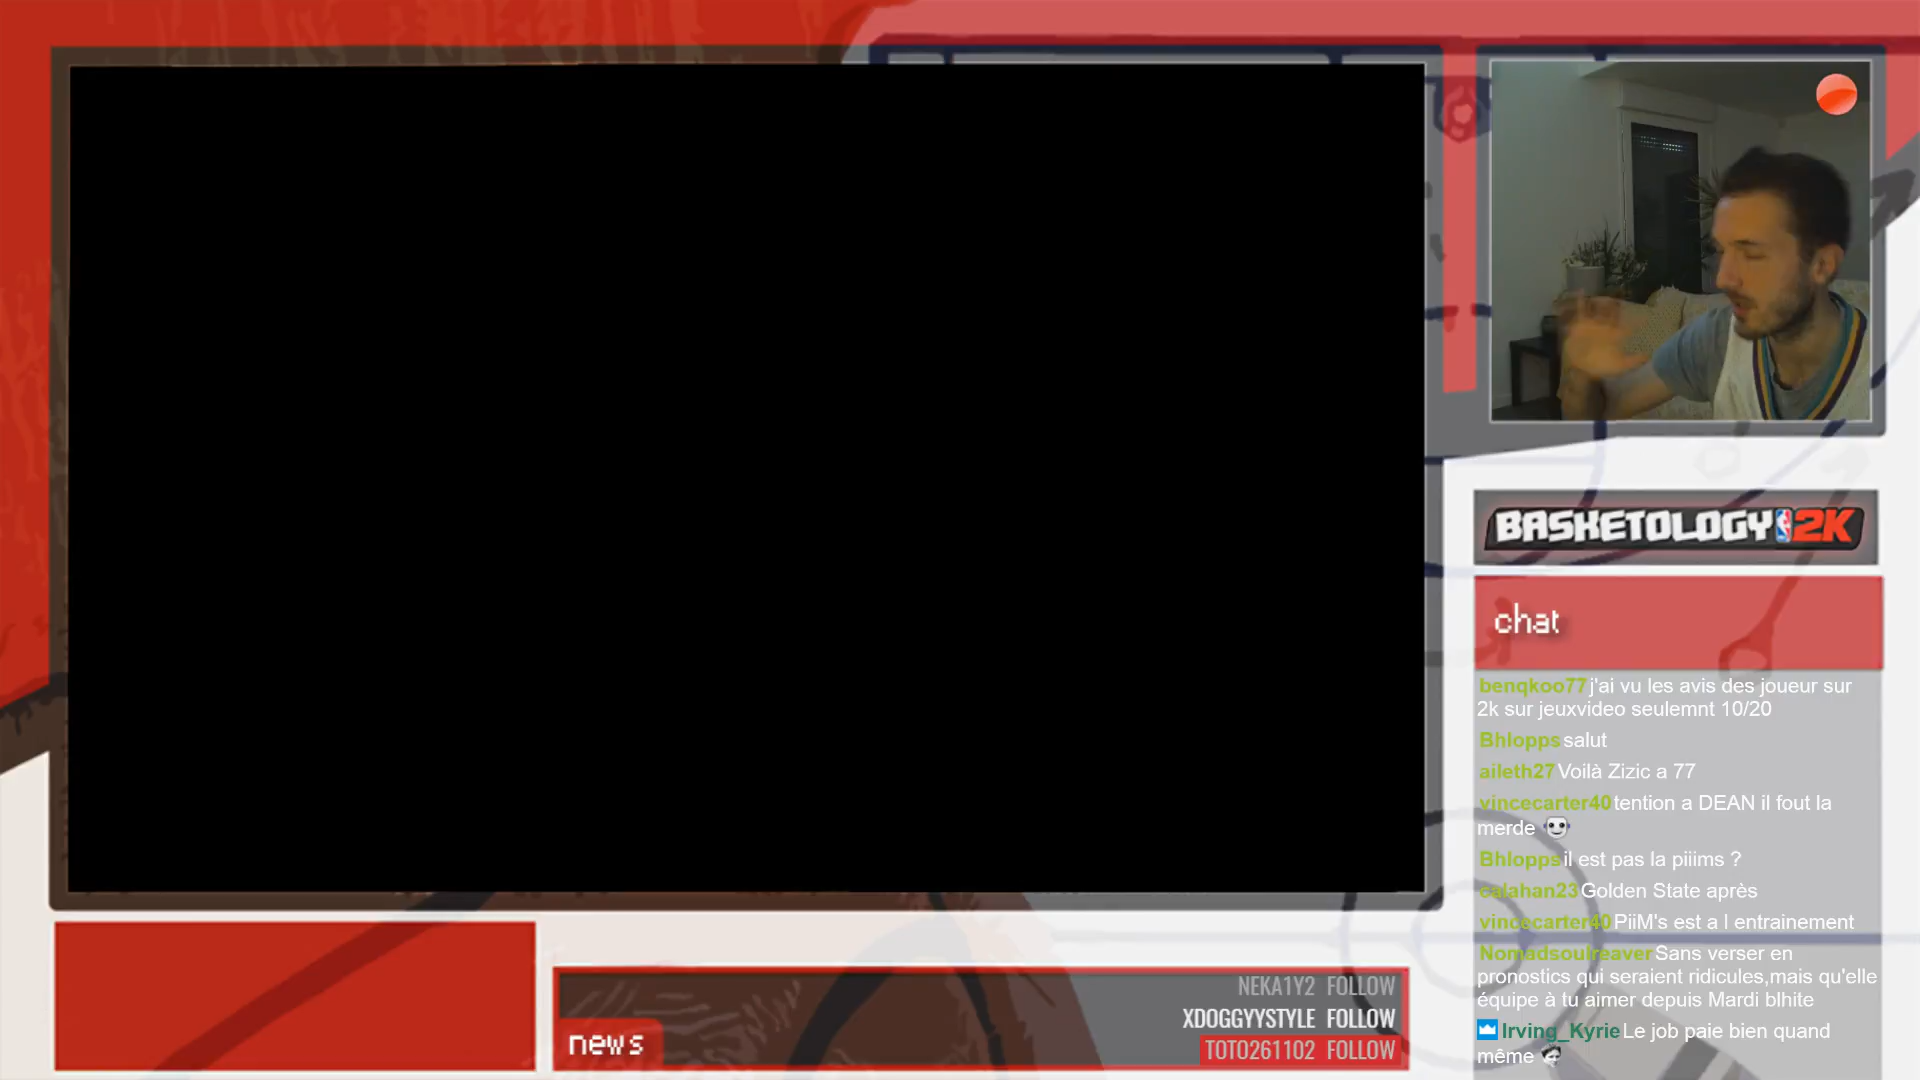 BASKETOLOGY 2K
chat
benqkoo77 j'ai vu les avis des joueur sur
2k sur jeuxvideo seulemnt 10/20
Bhlopps salut
aileth27 Voilà Zizic a 77
vincecarter40 tention a DEAN il fout la
merde
Bhlopps il est pas la piiims ?
calahan23 Golden State après
vincecarter40 PiiM's est a l entrainement
Nomadsoulreaver Sans verser en
pronostics qui seraient ridicules,mais qu'elle
équipe à tu aimer depuis Mardi blhite
Irving_Kyrie Le job paie bien quand
même
NEKA1Y2 FOLLOW
XDOGGYYSTYLE FOLLOW
TOTO261102 FOLLOW
news